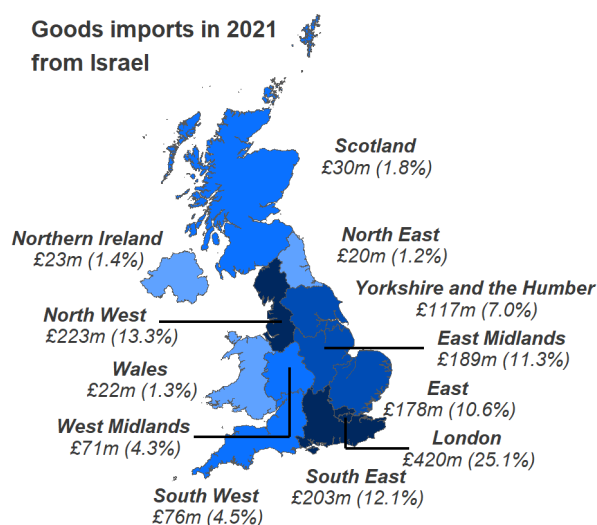 Goods imports in 2021
from Israel
Scotland
£30m (1.8%)
Northern Ireland
£23m (1.4%)
North East
£20m (1.2%)
Yorkshire and the Humber
£117m (7.0%)
North West
£223m (13.3%)
East Midlands
£189m (11.3%)
Wales
£22m (1.3%)
East
£178m (10.6%)
West Midlands
£71m (4.3%)
London
£420m (25.1%)
South East
£203m (12.1%)
South West
£76m (4.5%)